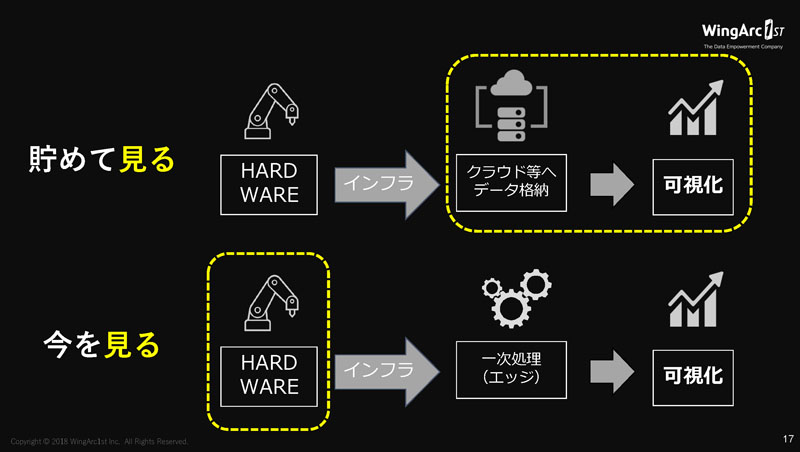 WingArc1ST
The Data Empowerment Company
貯めて見る
HARD
WARE
インフラ
クラウド等へ
データ格納
可視化
今を見る
HARD
WARE
インフラ
一次処理
（エッジ）
可視化
Copyright © 2018 WingArc1st Inc. All Rights Reserved.
17